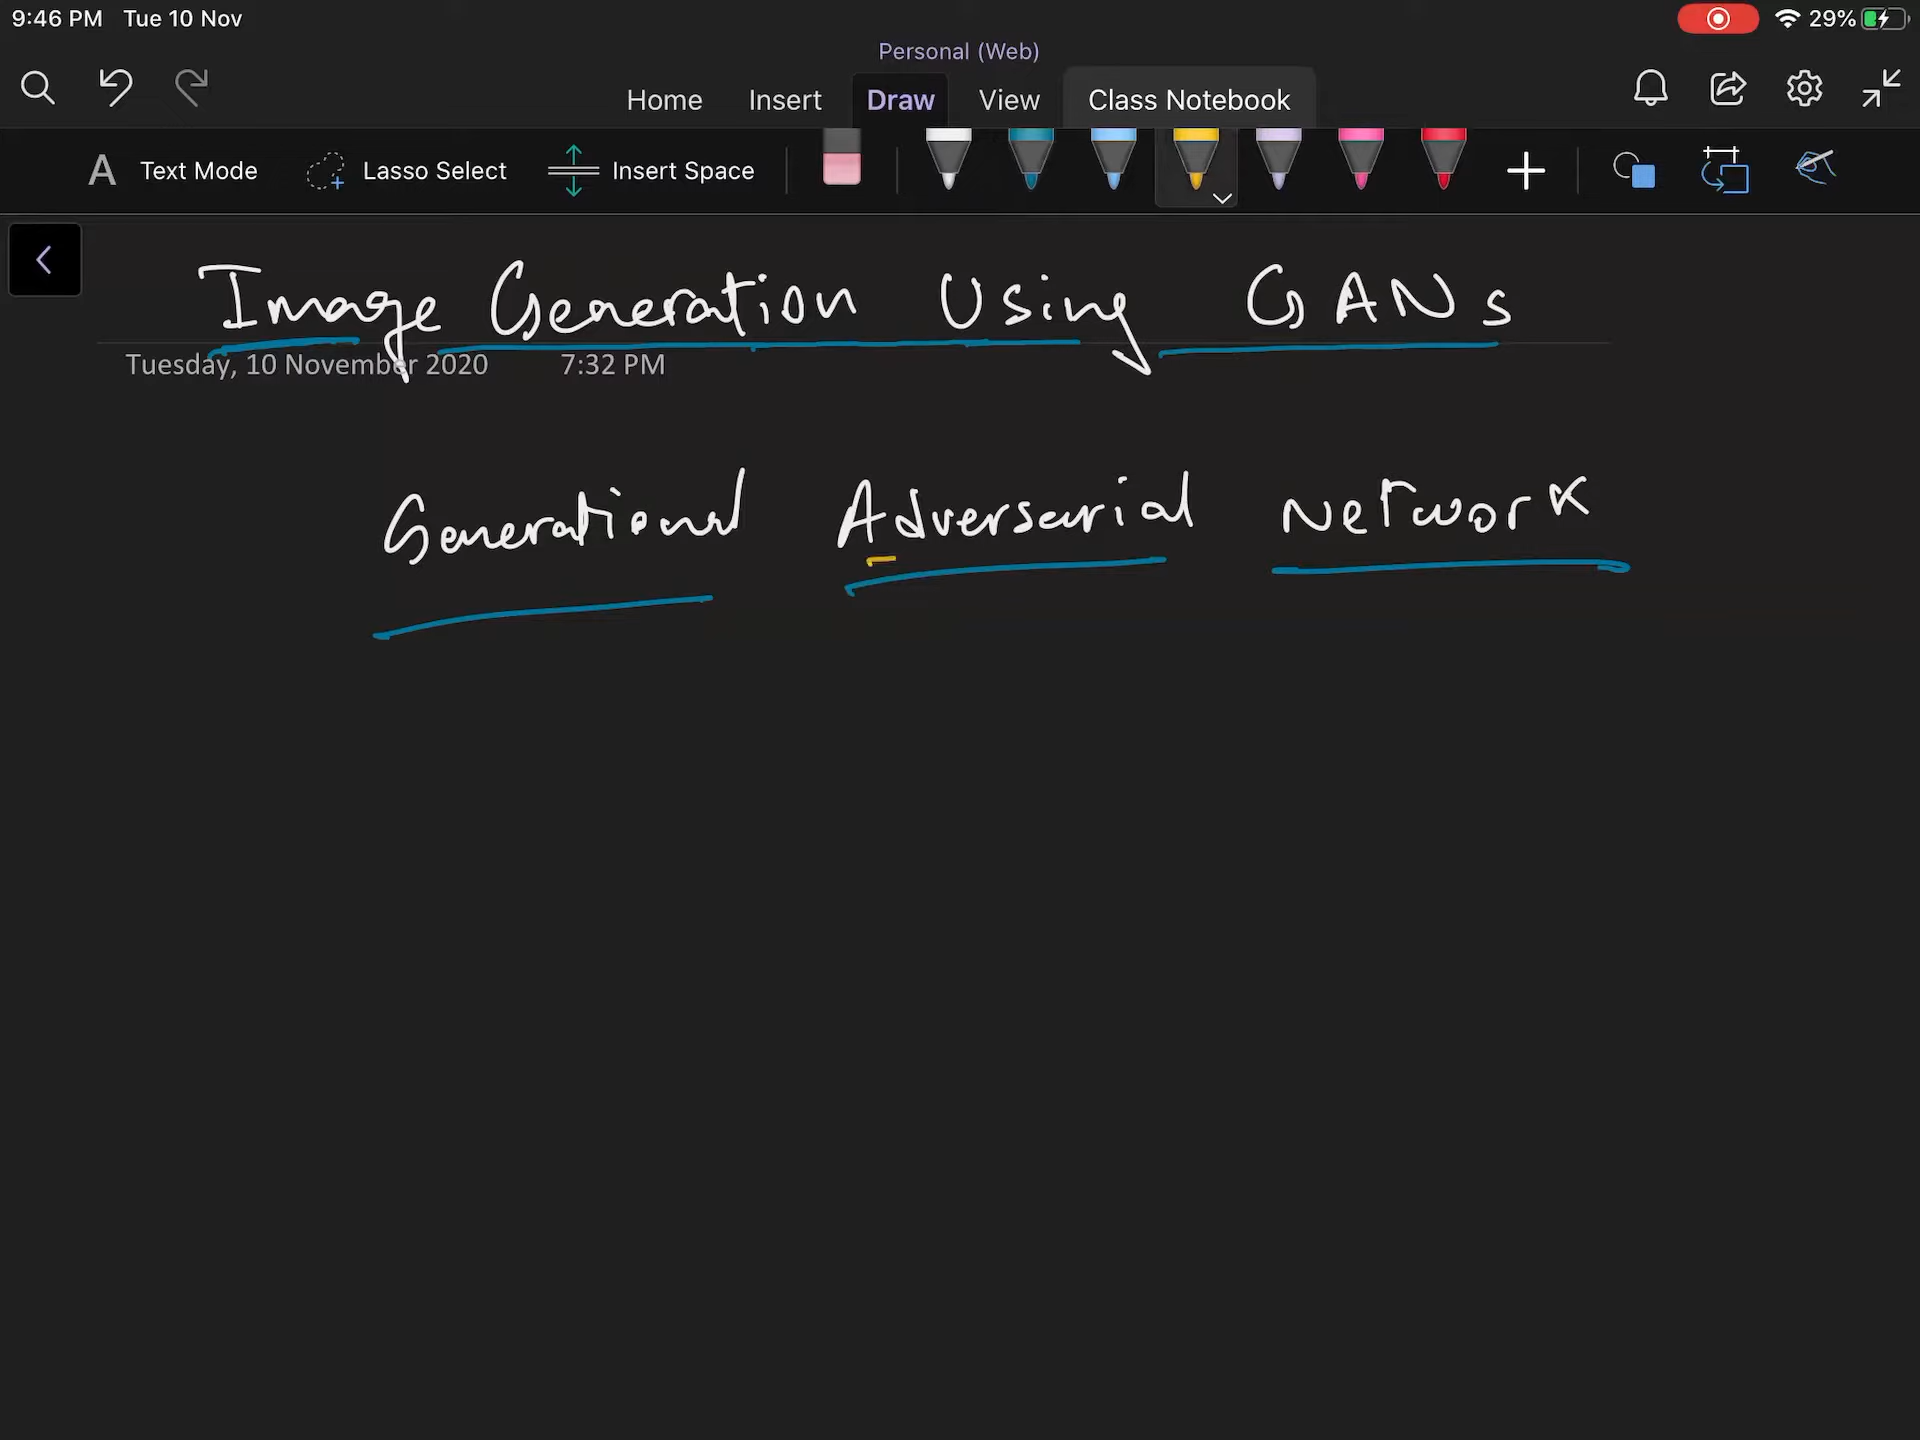 9:46 PM Tue 10 Nov 29%
Personal (Web)
Home Insert Draw View Class Notebook
A Text Mode Lasso Select Insert Space
Image Generation Using GANs
Tuesday, 10 November 2020 7:32 PM
Generational Adversarial Network